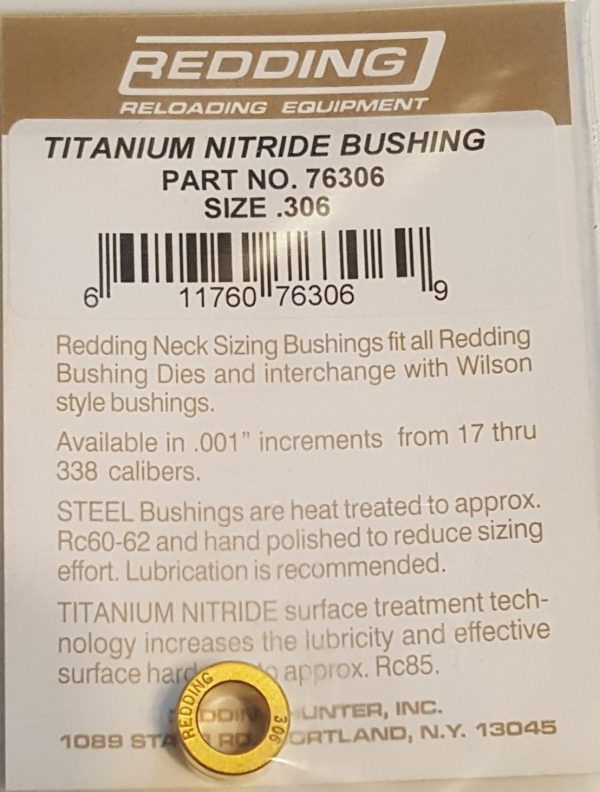 REDDING
RELOADING EQUIPMENT
TITANIUM NITRIDE BUSHING
PART NO. 76306
SIZE .306
6 11760 76306 9
Redding Neck Sizing Bushings fit all Redding
Bushing Dies and interchange with Wilson
style bushings.
Available in .001" increments from 17 thru
338 calibers.
STEEL Bushings are heat treated to approx.
Rc60-62 and hand polished to reduce sizing
effort. Lubrication is recommended.
TITANIUM NITRIDE surface treatment tech-
nology increases the lubricity and effective
surface approx. Rc85.
INC.
1089 CORTLAND, N.Y. 13045
REDDING
306